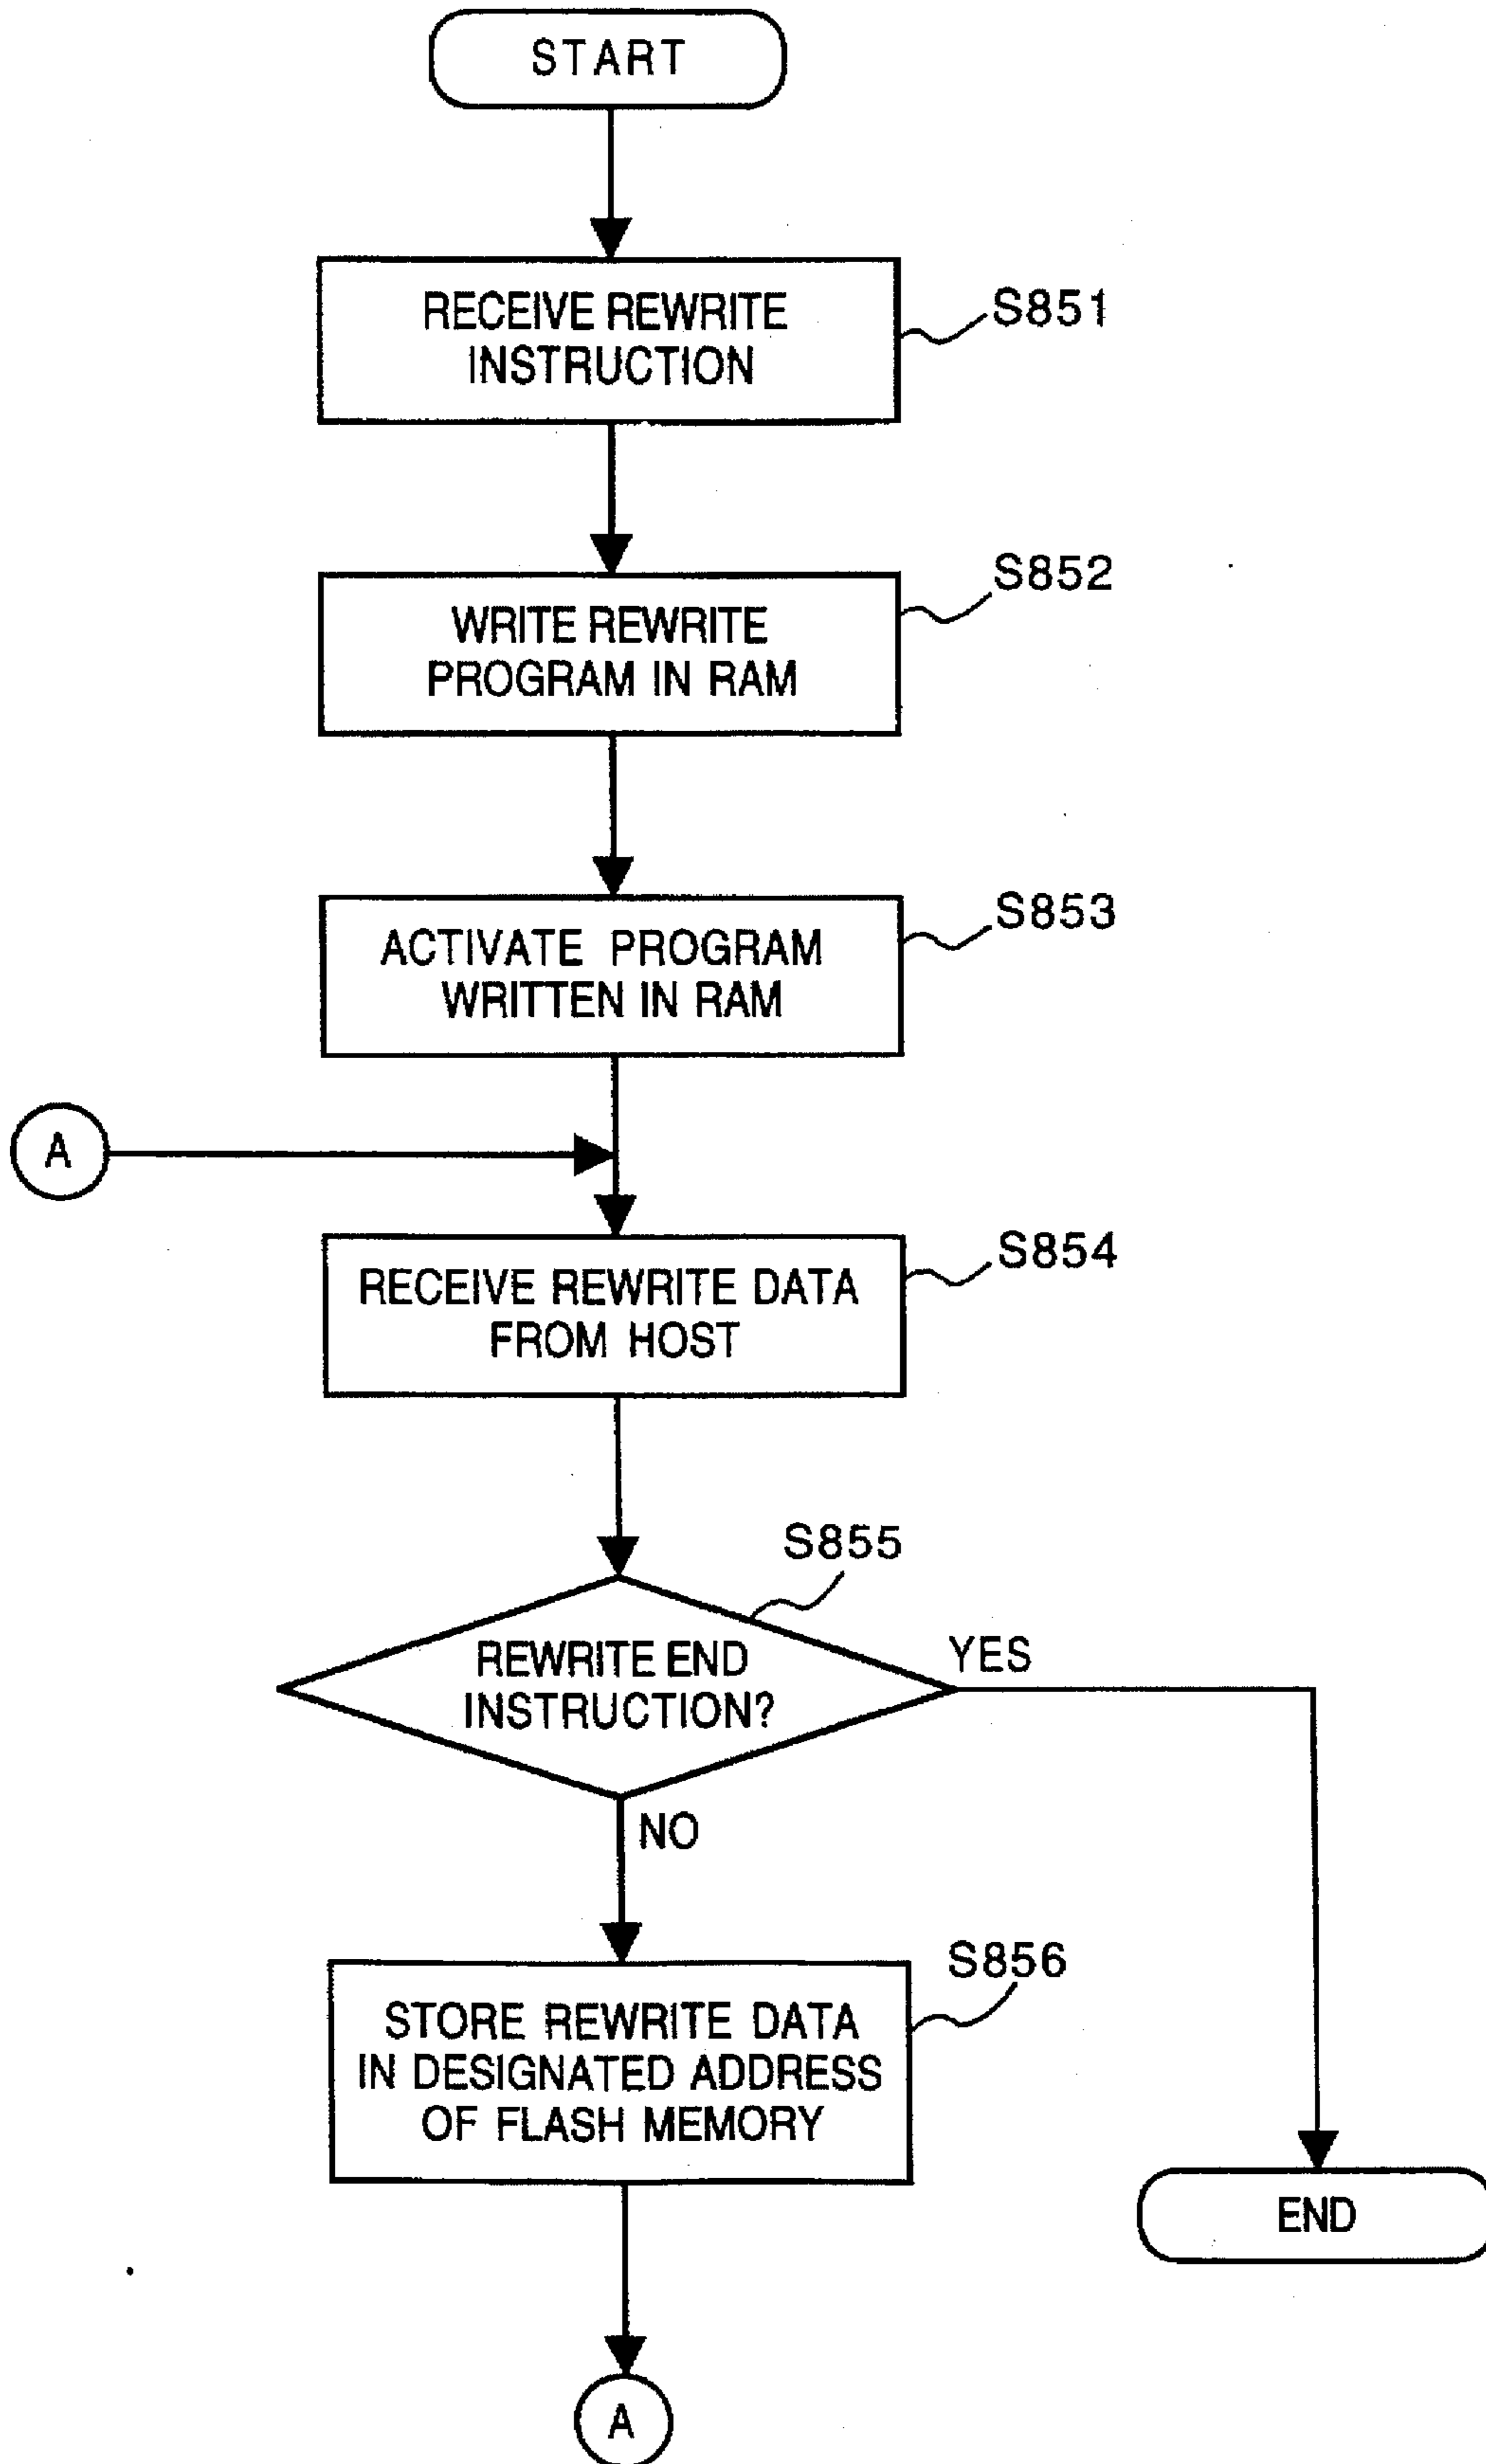 START
RECEIVE REWRITE
INSTRUCTION
S851
WRITE REWRITE
PROGRAM IN RAM
S852
ACTIVATE PROGRAM
WRITTEN IN RAM
S853
A
RECEIVE REWRITE DATA
FROM HOST
S854
S855
REWRITE END
INSTRUCTION?
YES
NO
S856
STORE REWRITE DATA
IN DESIGNATED ADDRESS
OF FLASH MEMORY
END
A